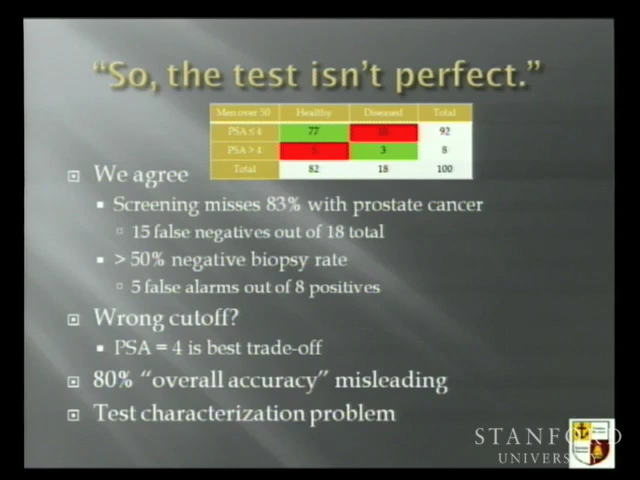 "So, the test isn't perfect."
Men over 50 Healthy Diseased Total
PSA ≤ 4 77 15 92
PSA > 4 5 3 8
Total 82 18 100
We agree
Screening misses 83% with prostate cancer
15 false negatives out of 18 total
> 50% negative biopsy rate
5 false alarms out of 8 positives
Wrong cutoff?
PSA = 4 is best trade-off
80% "overall accuracy" misleading
Test characterization problem
STANFORD
UNIVERSITY